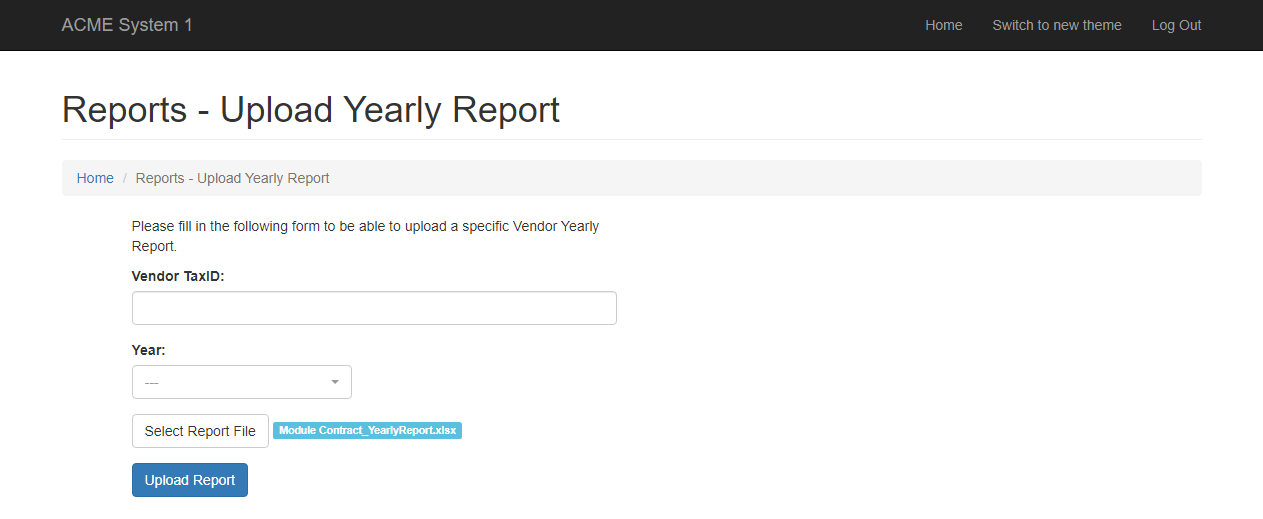 ACME System 1
Home
Switch to new theme
Log Out
Reports - Upload Yearly Report
Home / Reports - Upload Yearly Report
Please fill in the following form to be able to upload a specific Vendor Yearly
Report.
Vendor TaxID:
Year:
---
Select Report File
Module Contract_YearlyReport.xlsx
Upload Report